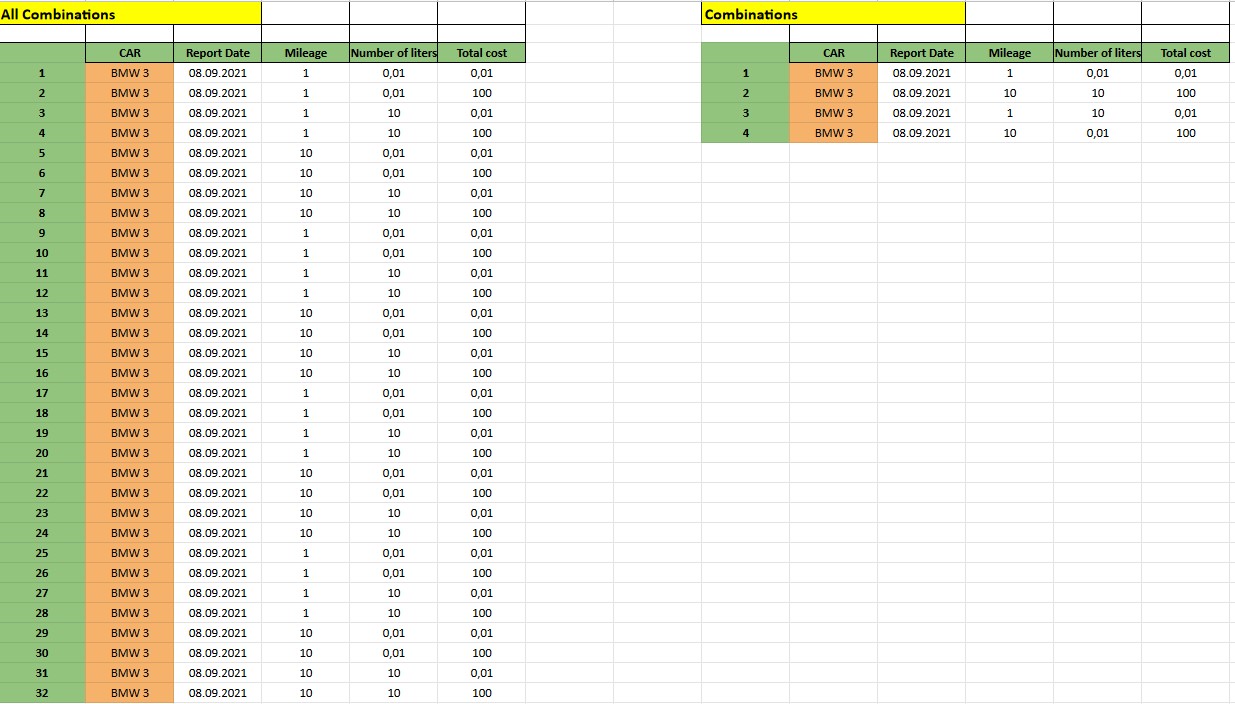 All Combinations Combinations
CAR Report Date Mileage Number of liters Total cost CAR Report Date Mileage Number of liters Total cost
1 BMW 3 08.09.2021 1 0,01 0,01 1 BMW 3 08.09.2021 1 0,01 0,01
2 BMW 3 08.09.2021 1 0,01 100 2 BMW 3 08.09.2021 10 10 100
3 BMW 3 08.09.2021 1 10 0,01 3 BMW 3 08.09.2021 1 10 0,01
4 BMW 3 08.09.2021 1 10 100 4 BMW 3 08.09.2021 10 0,01 100
5 BMW 3 08.09.2021 10 0,01 0,01
6 BMW 3 08.09.2021 10 0,01 100
7 BMW 3 08.09.2021 10 10 0,01
8 BMW 3 08.09.2021 10 10 100
9 BMW 3 08.09.2021 1 0,01 0,01
10 BMW 3 08.09.2021 1 0,01 100
11 BMW 3 08.09.2021 1 10 0,01
12 BMW 3 08.09.2021 1 10 100
13 BMW 3 08.09.2021 10 0,01 0,01
14 BMW 3 08.09.2021 10 0,01 100
15 BMW 3 08.09.2021 10 10 0,01
16 BMW 3 08.09.2021 10 10 100
17 BMW 3 08.09.2021 1 0,01 0,01
18 BMW 3 08.09.2021 1 0,01 100
19 BMW 3 08.09.2021 1 10 0,01
20 BMW 3 08.09.2021 1 10 100
21 BMW 3 08.09.2021 10 0,01 0,01
22 BMW 3 08.09.2021 10 0,01 100
23 BMW 3 08.09.2021 10 10 0,01
24 BMW 3 08.09.2021 10 10 100
25 BMW 3 08.09.2021 1 0,01 0,01
26 BMW 3 08.09.2021 1 0,01 100
27 BMW 3 08.09.2021 1 10 0,01
28 BMW 3 08.09.2021 1 10 100
29 BMW 3 08.09.2021 10 0,01 0,01
30 BMW 3 08.09.2021 10 0,01 100
31 BMW 3 08.09.2021 10 10 0,01
32 BMW 3 08.09.2021 10 10 100